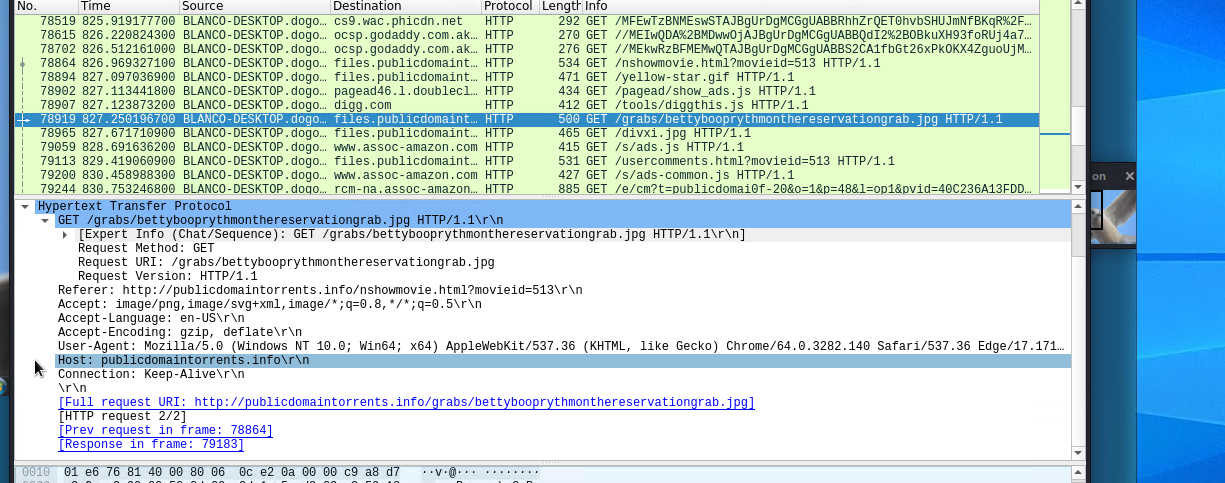 No. Time Source Destination Protocol Length Info
78519 825.919177700 BLANCO-DESKTOP.dogo… cs9.wac.phicdn.net HTTP 292 GET /MFEwTzBNMEswSTAJBgUrDgMCGgUABBRhhZrQET0hvbSHUJmNfBKqR%2F…
78615 826.220824300 BLANCO-DESKTOP.dogo… ocsp.godaddy.com.ak… HTTP 270 GET //MEIwQDA%2BMDwwOjAJBgUrDgMCGgUABBQdI2%2BOBkuXH93foRUj4a7…
78702 826.512161000 BLANCO-DESKTOP.dogo… ocsp.godaddy.com.ak… HTTP 276 GET //MEkwRzBFMEMwQTAJBgUrDgMCGgUABBS2CA1fbGt26xPkOKX4ZguoUjM…
78864 826.969327100 BLANCO-DESKTOP.dogo… files.publicdomaint… HTTP 534 GET /nshowmovie.html?movieid=513 HTTP/1.1
78894 827.097036900 BLANCO-DESKTOP.dogo… files.publicdomaint… HTTP 471 GET /yellow-star.gif HTTP/1.1
78902 827.113441800 BLANCO-DESKTOP.dogo… pagead46.l.doublecl… HTTP 434 GET /pagead/show_ads.js HTTP/1.1
78907 827.123873200 BLANCO-DESKTOP.dogo… digg.com HTTP 412 GET /tools/diggthis.js HTTP/1.1
78919 827.250196700 BLANCO-DESKTOP.dogo… files.publicdomaint… HTTP 500 GET /grabs/bettybooprythmonthereservationgrab.jpg HTTP/1.1
78965 827.671710900 BLANCO-DESKTOP.dogo… files.publicdomaint… HTTP 465 GET /divxi.jpg HTTP/1.1
79059 828.691636200 BLANCO-DESKTOP.dogo… www.assoc-amazon.com HTTP 415 GET /s/ads.js HTTP/1.1
79113 829.419060900 BLANCO-DESKTOP.dogo… files.publicdomaint… HTTP 531 GET /usercomments.html?movieid=513 HTTP/1.1
79200 830.458988300 BLANCO-DESKTOP.dogo… www.assoc-amazon.com HTTP 427 GET /s/ads-common.js HTTP/1.1
79244 830.753246800 BLANCO-DESKTOP.dogo… rcm-na.assoc-amazon… HTTP 885 GET /e/cm?t=publicdomai0f-20&o=1&p=48&l=op1&pvid=40C236A13FDD…
on
Hypertext Transfer Protocol
GET /grabs/bettybooprythmonthereservationgrab.jpg HTTP/1.1\r\n
[Expert Info (Chat/Sequence): GET /grabs/bettybooprythmonthereservationgrab.jpg HTTP/1.1\r\n]
Request Method: GET
Request URI: /grabs/bettybooprythmonthereservationgrab.jpg
Request Version: HTTP/1.1
Referer: http://publicdomaintorrents.info/nshowmovie.html?movieid=513\r\n
Accept: image/png,image/svg+xml,image/*;q=0.8,*/*;q=0.5\r\n
Accept-Language: en-US\r\n
Accept-Encoding: gzip, deflate\r\n
User-Agent: Mozilla/5.0 (Windows NT 10.0; Win64; x64) AppleWebKit/537.36 (KHTML, like Gecko) Chrome/64.0.3282.140 Safari/537.36 Edge/17.171…
Host: publicdomaintorrents.info\r\n
Connection: Keep-Alive\r\n
\r\n
[Full request URI: http://publicdomaintorrents.info/grabs/bettybooprythmonthereservationgrab.jpg]
[HTTP request 2/2]
[Prev request in frame: 78864]
[Response in frame: 79183]
0010 01 e6 76 81 40 00 80 06 0c e2 0a 00 00 c9 a8 d7 ··v·@··· ········